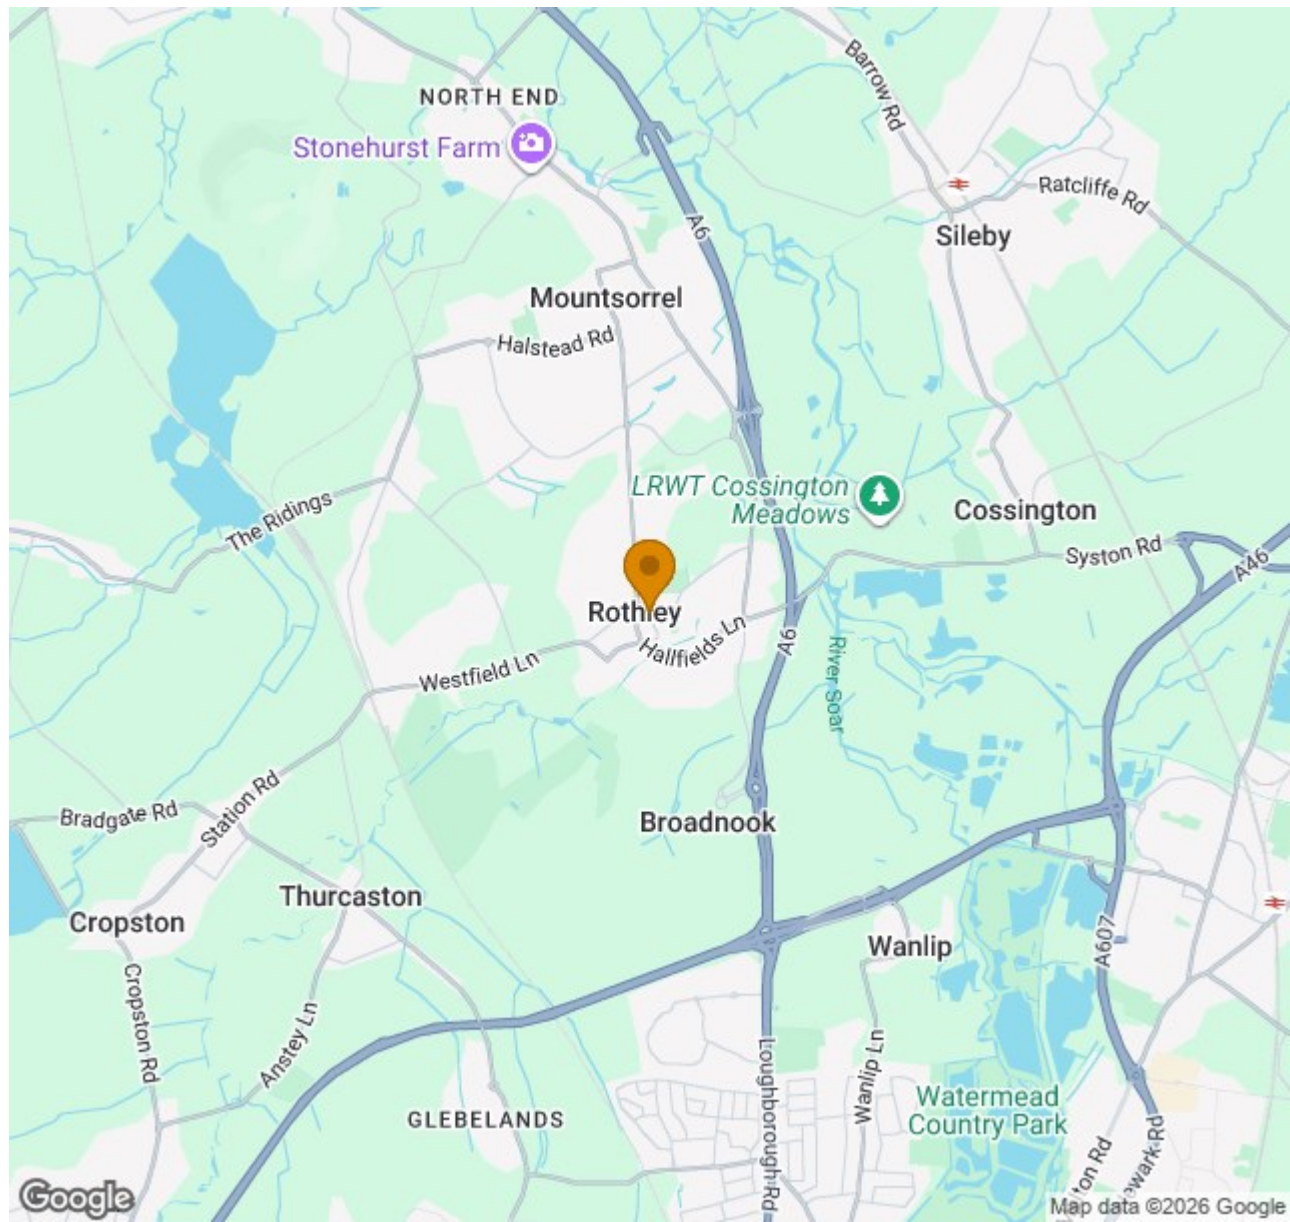 NORTH END
Stonehurst Farm
Barrow Rd
Ratcliffe Rd
Sileby
A6
Mountsorrel
Halstead Rd
LRWT Cossington
Meadows
Cossington
The Ridings
Syston Rd
A46
Rothley
Hallfields Ln
A6
River Soar
Westfield Ln
Bradgate Rd
Station Rd
Broadnook
Thurcaston
Cropston
Wanlip
A607
Cropston Rd
Anstey Ln
Loughborough Rd
Wanlip Ln
GLEBELANDS
Watermead
Country Park
Google
Map data ©2026 Google